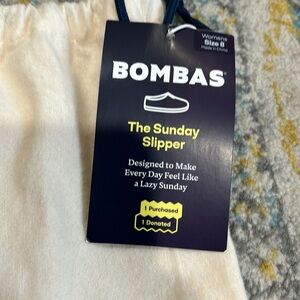 Womens
Size 8
Made in China
BOMBAS
The Sunday
Slipper
Designed to Make
Every Day Feel Like
a Lazy Sunday
1 Purchased
1 Donated